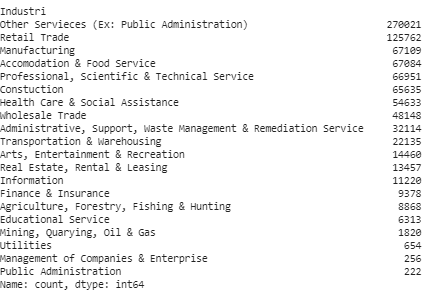 Industri
Other Servieces (Ex: Public Administration) 270021
Retail Trade 125762
Manufacturing 67109
Accomodation & Food Service 67084
Professional, Scientific & Technical Service 66951
Constuction 65635
Health Care & Social Assistance 54633
Wholesale Trade 48148
Administrative, Support, Waste Management & Remediation Service 32114
Transportation & Warehousing 22135
Arts, Entertainment & Recreation 14460
Real Estate, Rental & Leasing 13457
Information 11220
Finance & Insurance 9378
Agriculture, Forestry, Fishing & Hunting 8868
Educational Service 6313
Mining, Quarying, Oil & Gas 1820
Utilities 654
Management of Companies & Enterprise 256
Public Administration 222
Name: count, dtype: int64